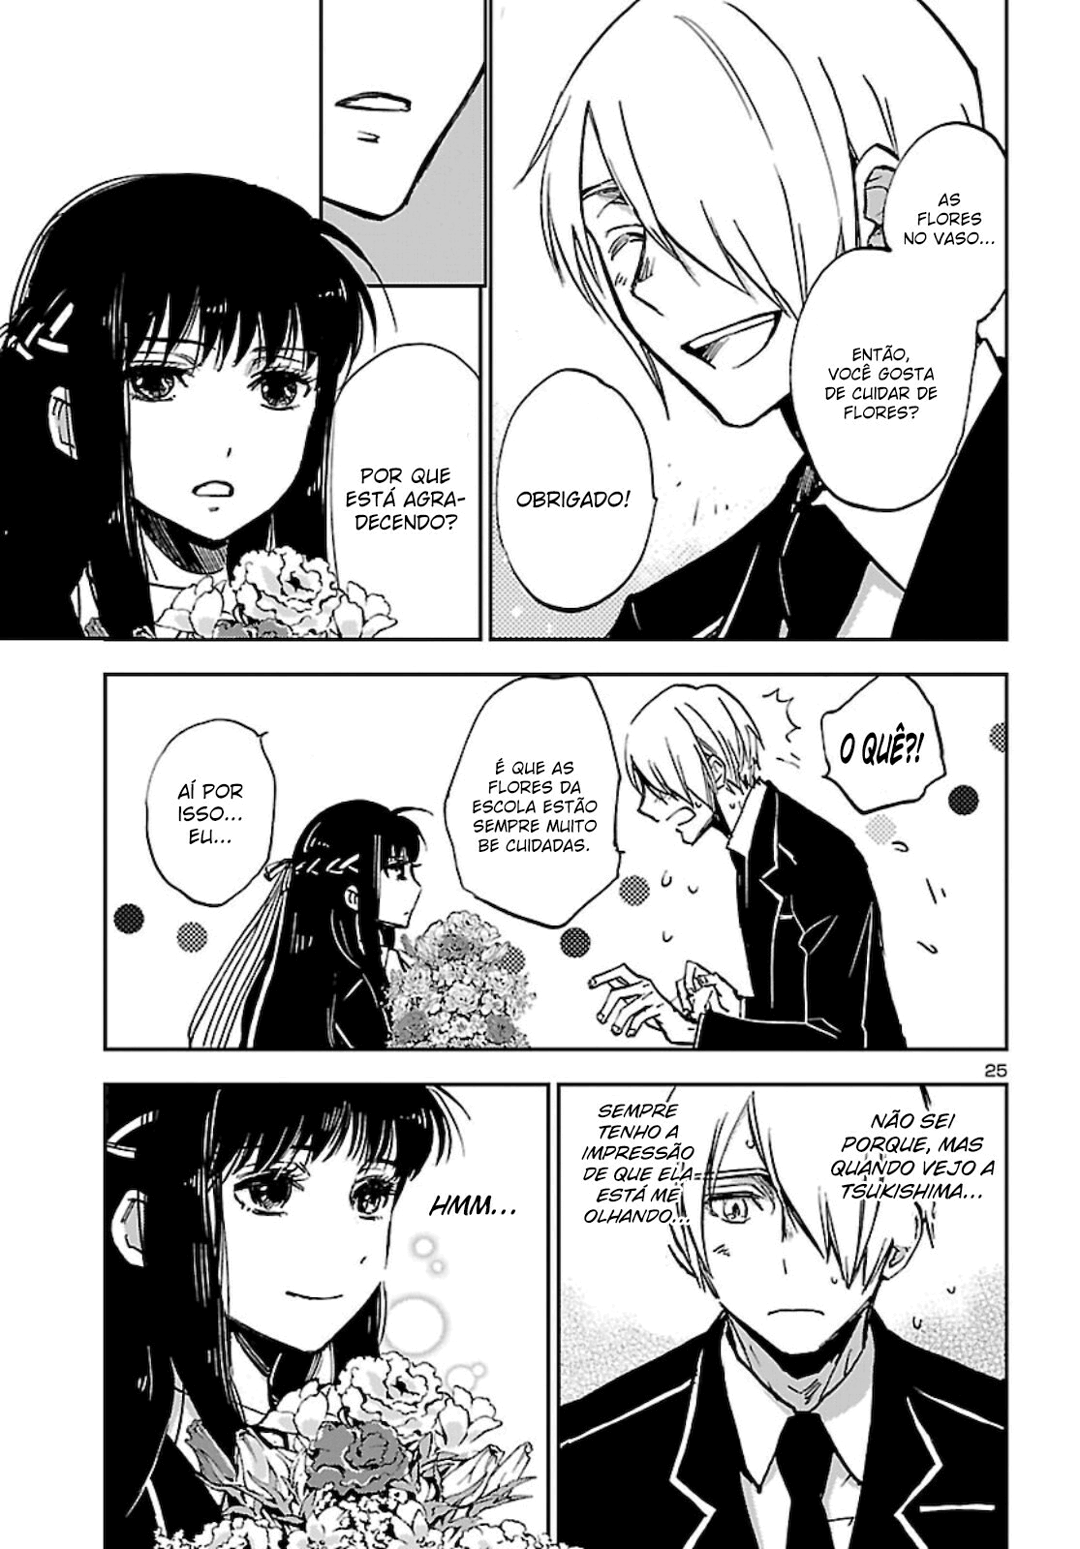 AS
FLORES
NO VASO...
ENTÃO,
VOCÊ GOSTA
DE CUIDAR DE
FLORES?
OBRIGADO!
POR QUE
ESTÁ AGRA-
DECENDO?
O QUÊ?!
É QUE AS
FLORES DA
ESCOLA ESTÃO
SEMPRE MUITO
BE CUIDADAS.
AÍ POR
ISSO...
EU...
25
NÃO SEI
PORQUE, MAS
QUANDO VEJO A
TSUKISHIMA...
SEMPRE
TENHO A
IMPRESSÃO
DE QUE ELA
ESTÁ ME
OLHANDO...
HMM...